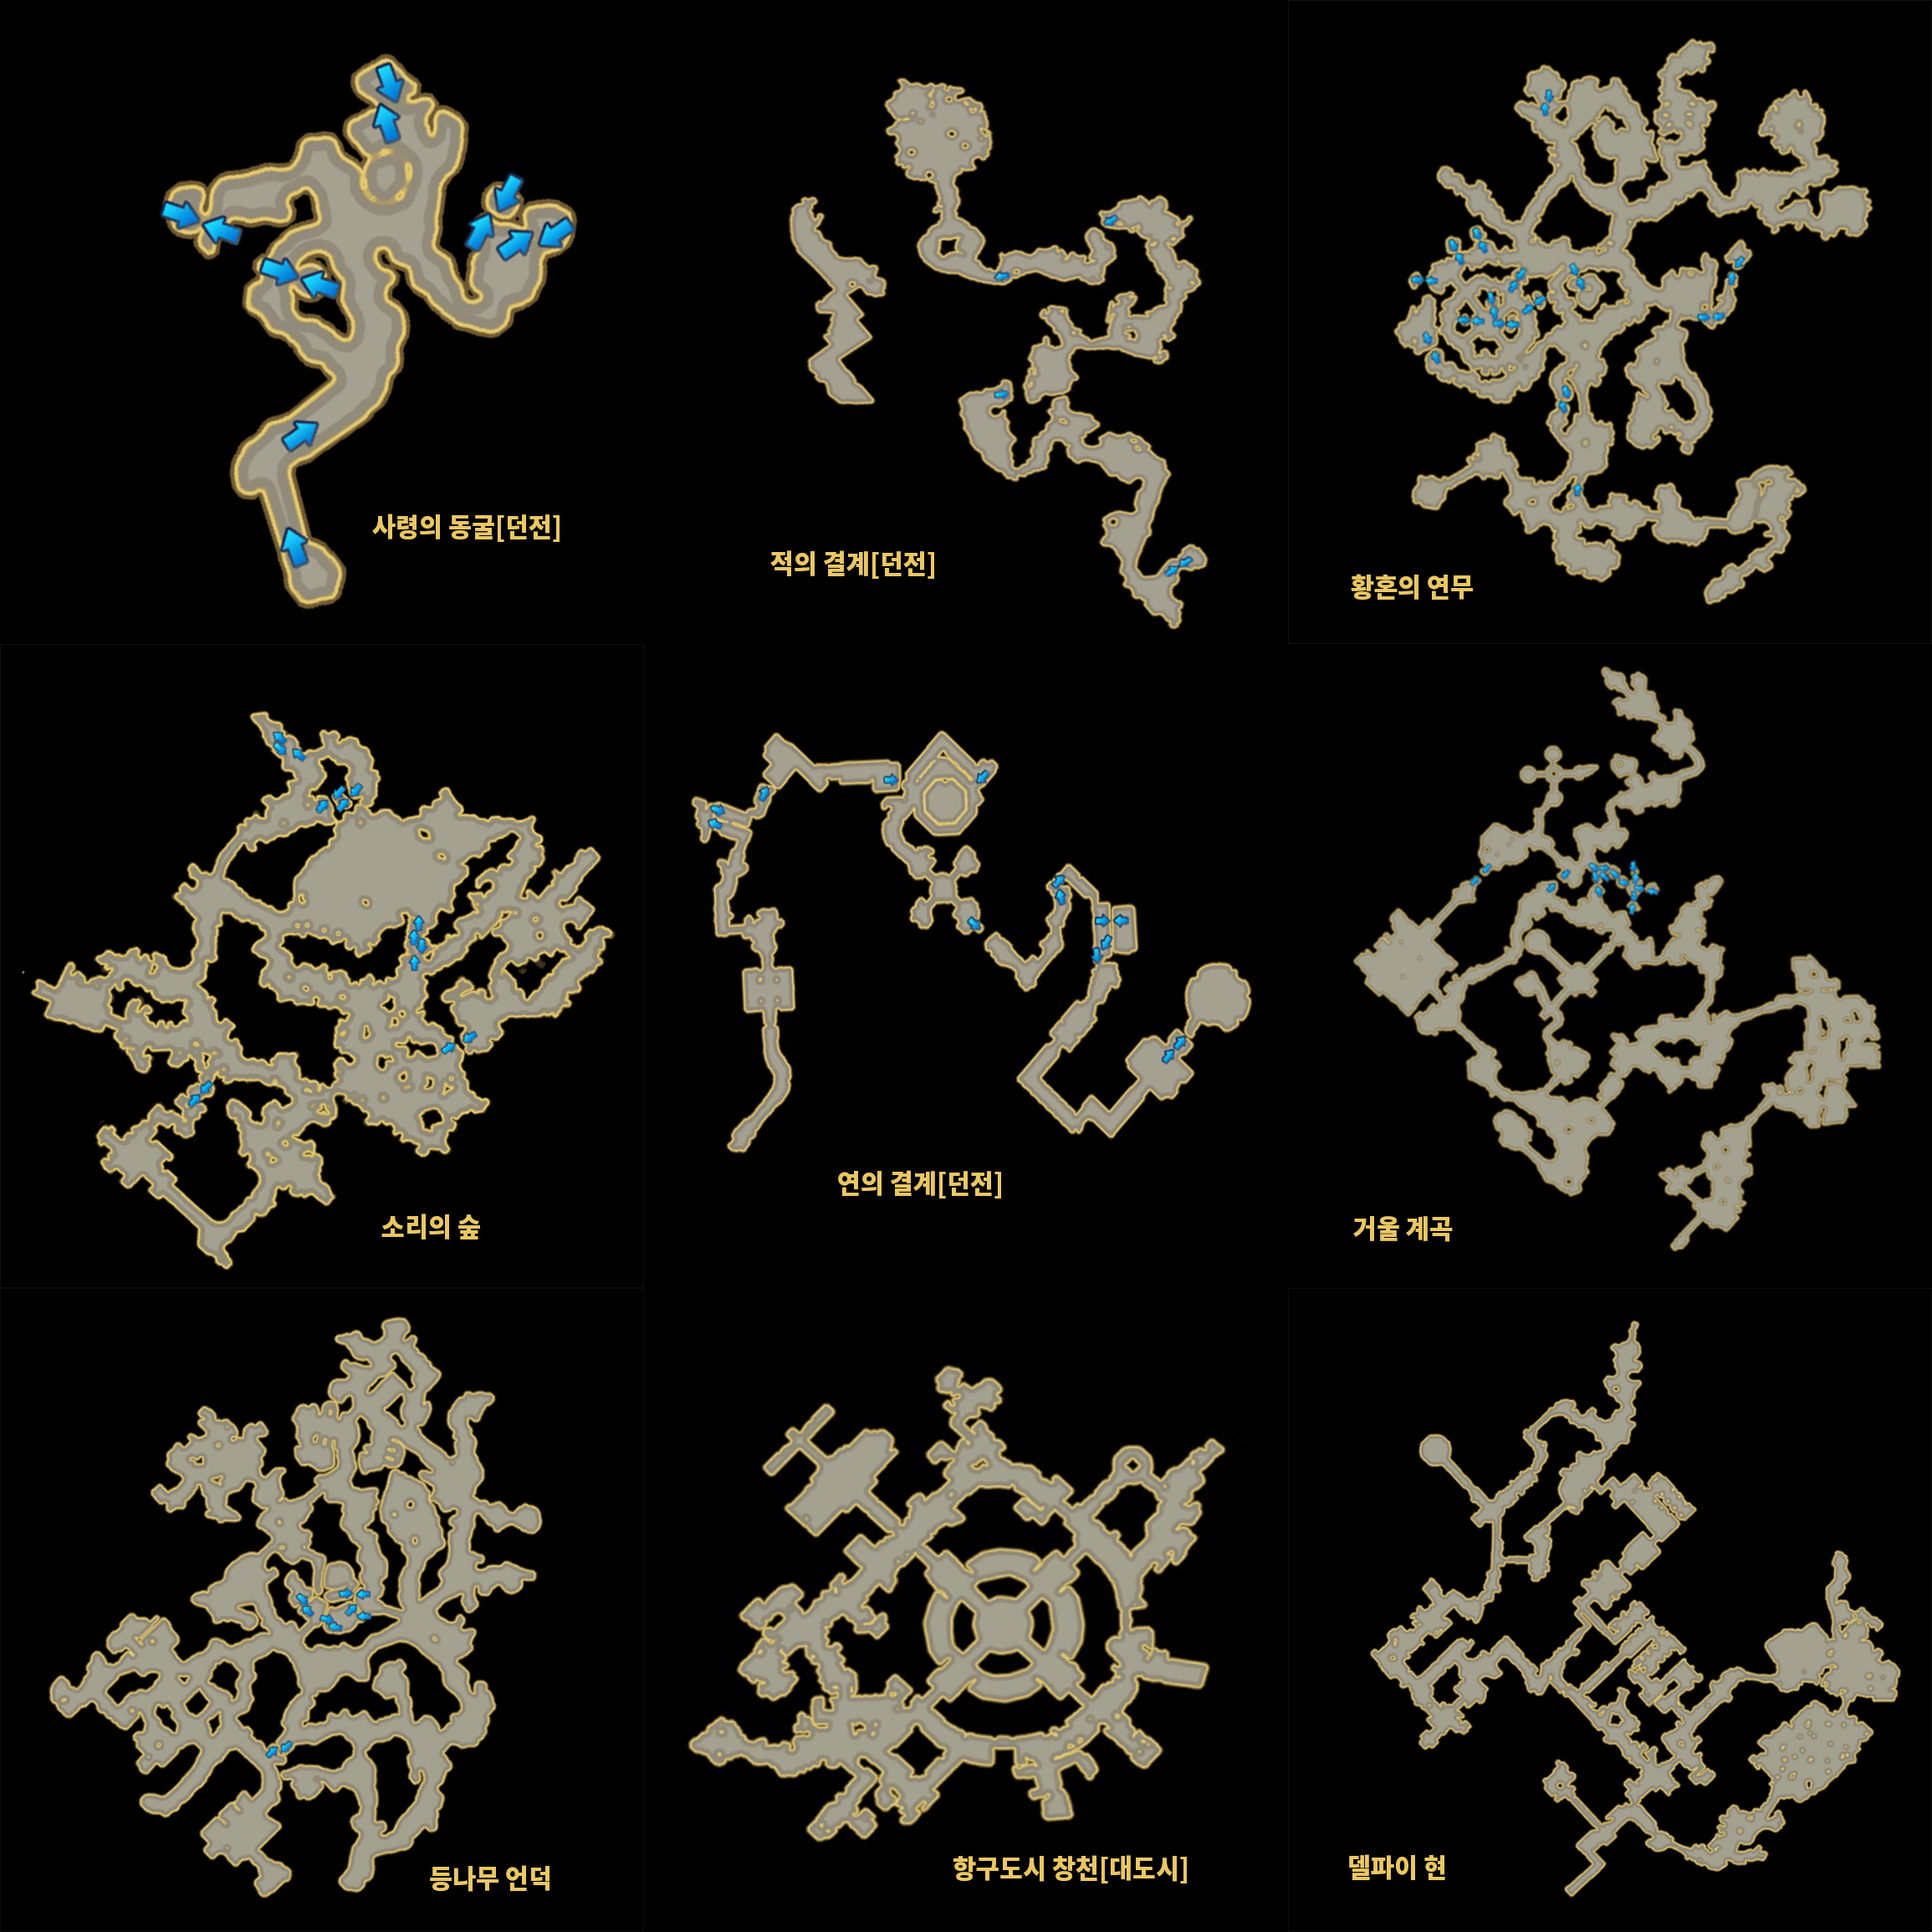 사령의 동굴[던전]
적의 결계[던전]
황혼의 연무
소리의 숲
연의 결계[던전]
거울 계곡
등나무 언덕
항구도시 창천[대도시]
델파이 현